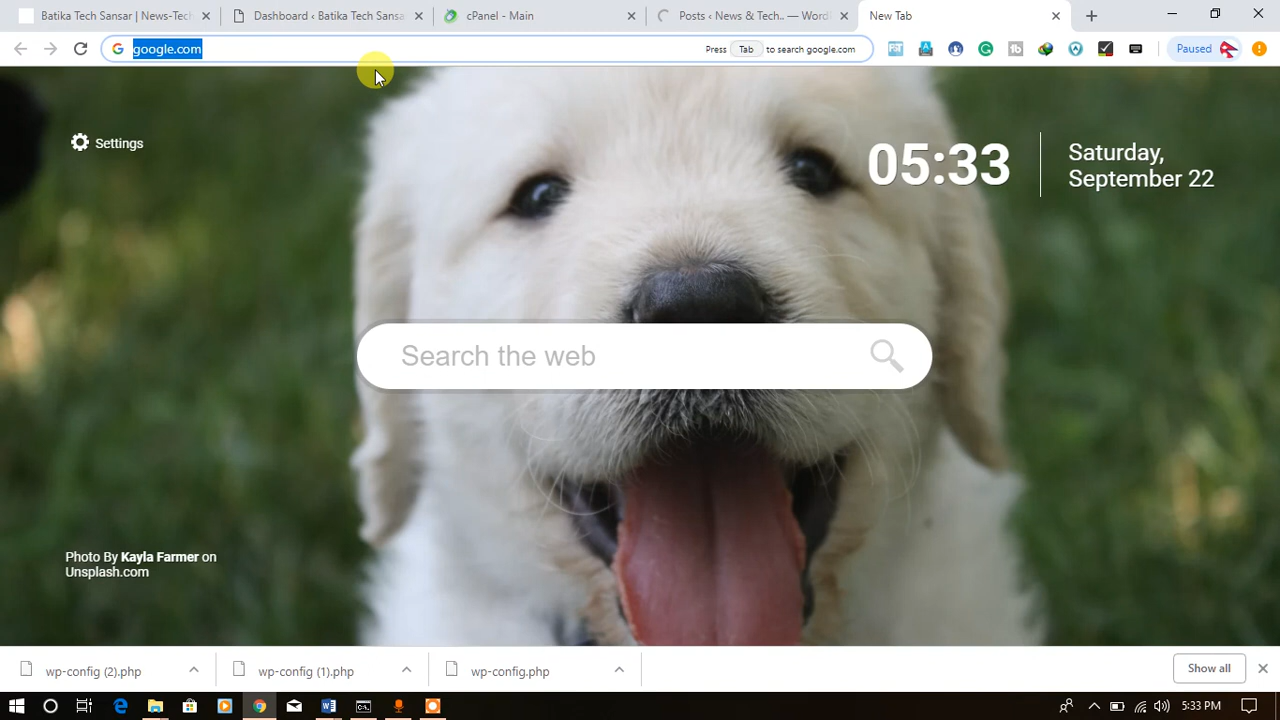 Batika Tech Sansar | News-Tech
Dashboard ‹ Batika Tech Sansa
cPanel - Main
Posts ‹ News & Tech.. — Word
New Tab
google.com
Press Tab to search google.com
Paused
Settings
05:33
Saturday,
September 22
Search the web
Photo By Kayla Farmer on
Unsplash.com
wp-config (2).php
wp-config (1).php
wp-config.php
Show all
5:33 PM